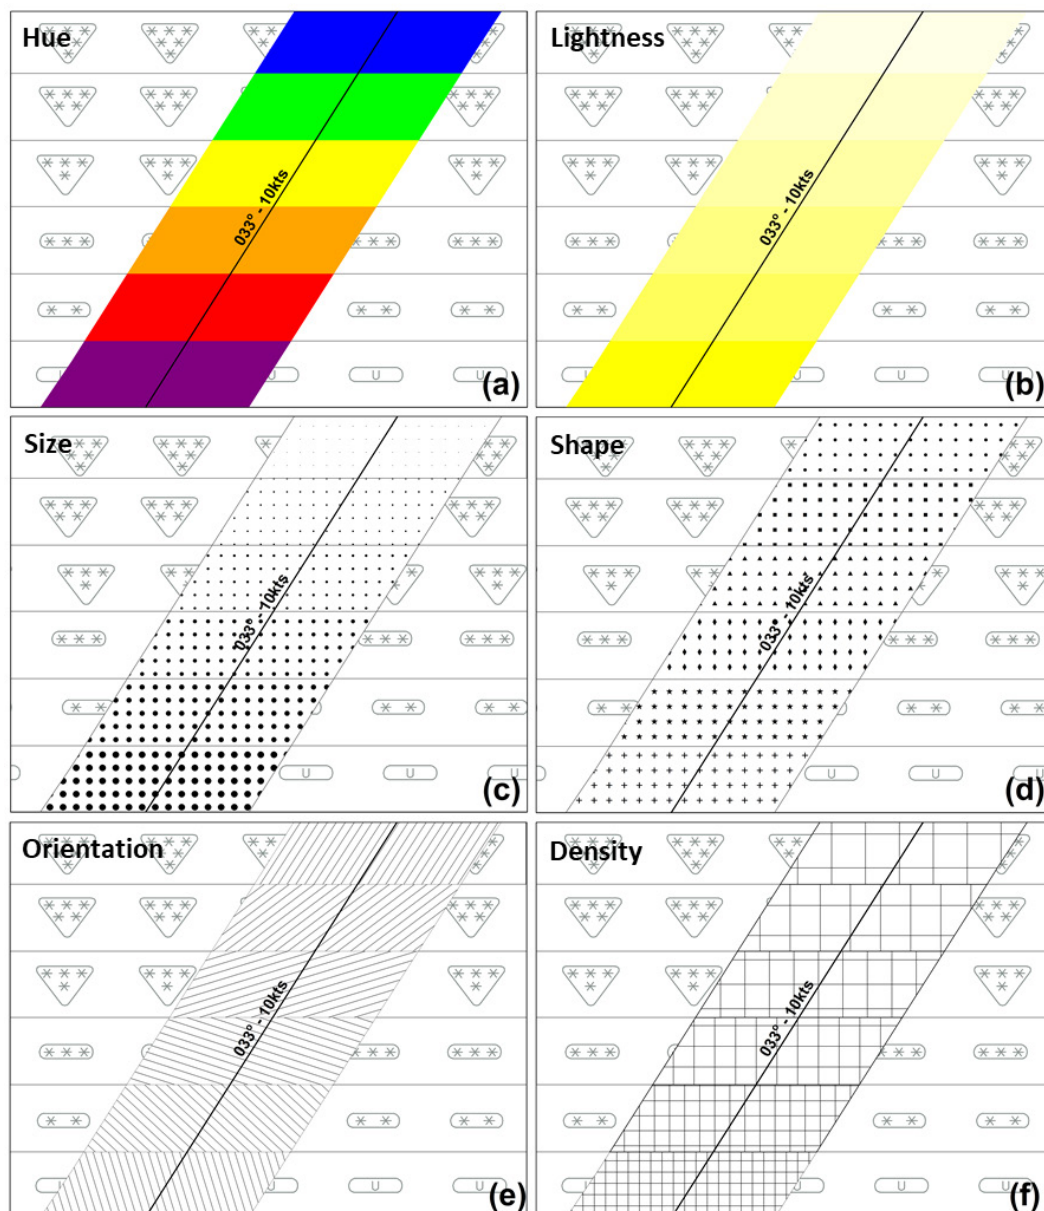 Hue
033° - 10kts
U
U
U
U
(a)
Lightness
033° - 10kts
U
U
(b)
Size
033° - 10kts
U
U
(c)
Shape
033° - 10kts
U
U
(d)
Orientation
033° - 10kts
U
U
U
(e)
Density
033° - 10kts
U
U
(f)